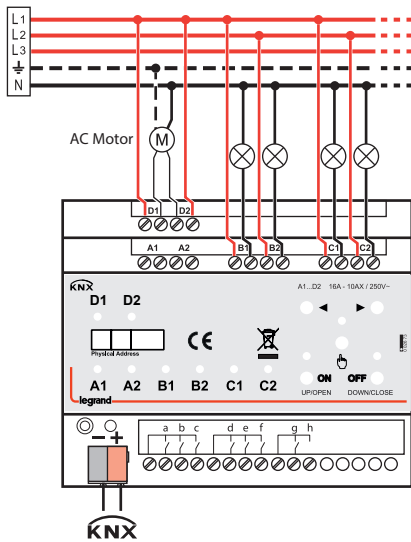 L1
L2
L3
N
AC Motor
M
D1 D2
A1 A2 B1 B2 C1 C2
KNX
A1...D2 16A - 10AX / 250V~
D1 D2
Physical Address
CE
A1 A2 B1 B2 C1 C2
ON OFF
UP/OPEN DOWN/CLOSE
legrand
a b c d e f g h
− +
KNX